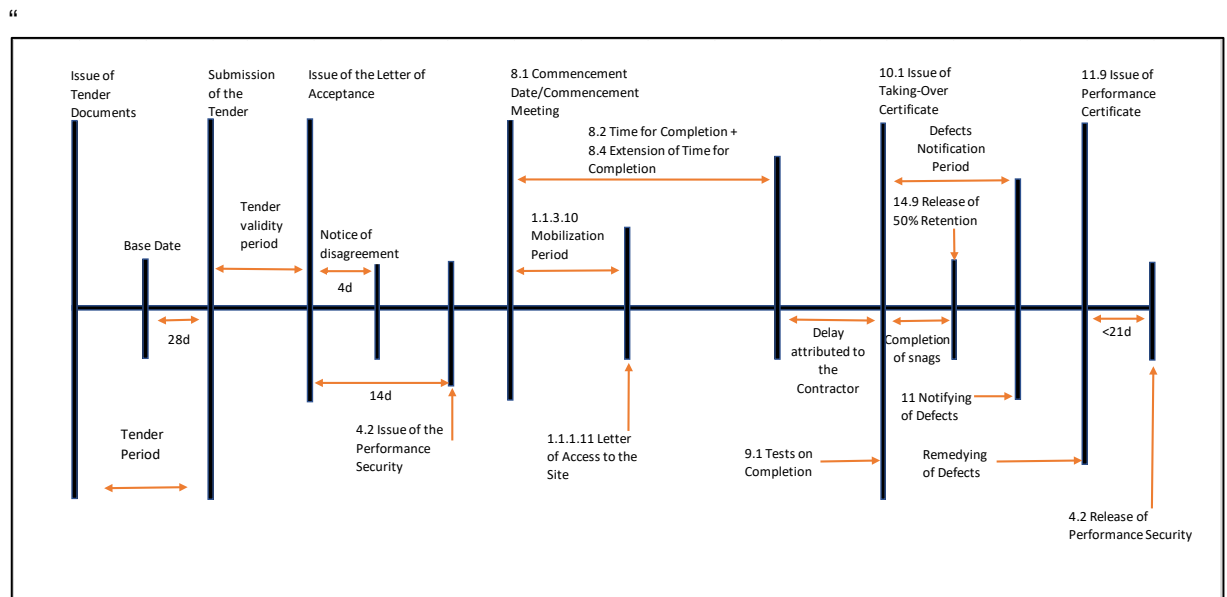 “
Issue of
Tender
Documents
Submission
of the
Tender
Issue of the Letter of
Acceptance
8.1 Commencement
Date/Commencement
Meeting
10.1 Issue of
Taking-Over
Certificate
11.9 Issue of
Performance
Certificate
8.2 Time for Completion +
8.4 Extension of Time for
Completion
Defects
Notification
Period
14.9 Release of
50% Retention
Tender
validity
period
Notice of
disagreement
4d
1.1.3.10
Mobilization
Period
Base Date
28d
14d
4.2 Issue of the
Performance
Security
1.1.1.11 Letter
of Access to the
Site
Delay
attributed to
the
Contractor
Completion
of snags
<21d
11 Notifying
of Defects
Tender
Period
9.1 Tests on
Completion
Remedying
of Defects
4.2 Release of
Performance Security